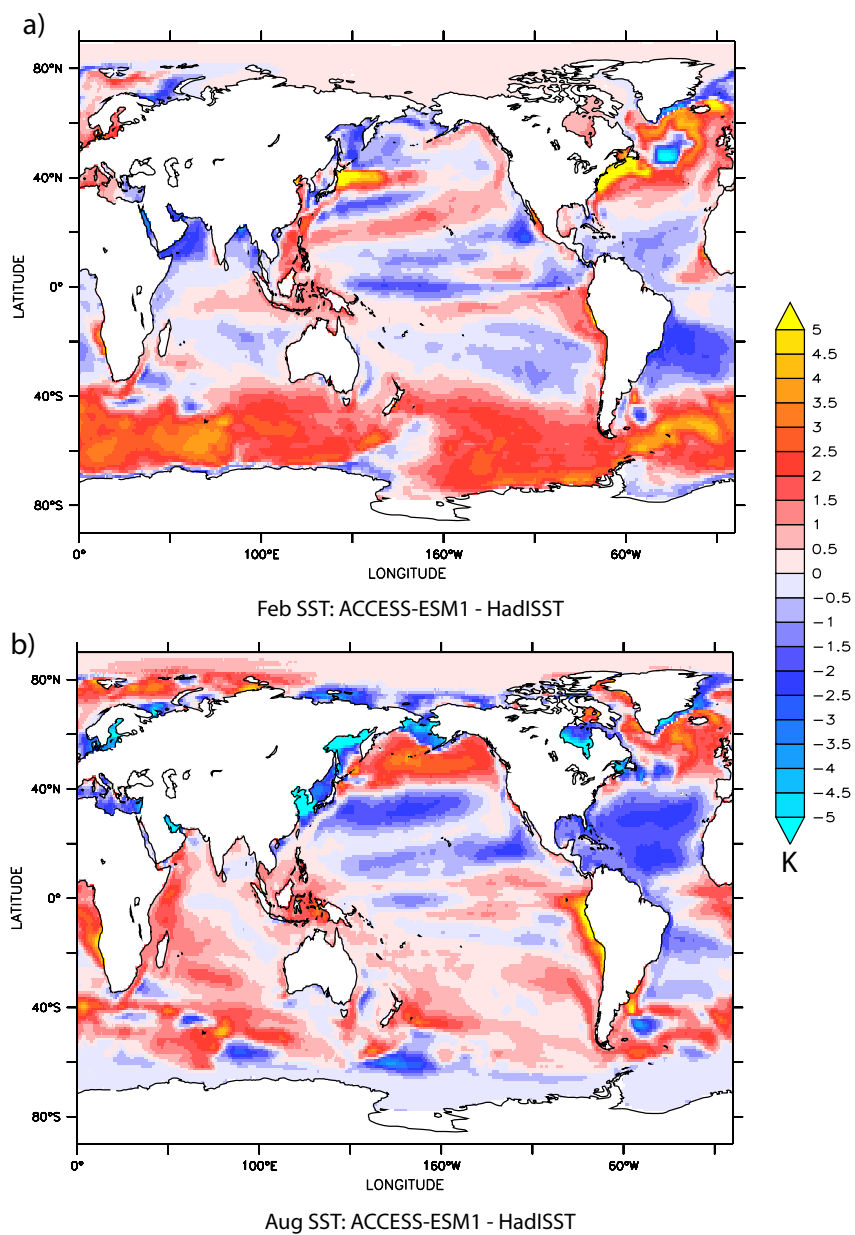 a)
80°N
40°N
0°
40°S
80°S
LATITUDE
0°
100°E
160°W
60°W
LONGITUDE
Feb SST: ACCESS-ESM1 - HadISST
5
4.5
4
3.5
3
2.5
2
1.5
1
0.5
0
−0.5
−1
−1.5
−2
−2.5
−3
−3.5
−4
−4.5
−5
K
b)
80°N
40°N
0°
40°S
80°S
LATITUDE
0°
100°E
160°W
60°W
LONGITUDE
Aug SST: ACCESS-ESM1 - HadISST